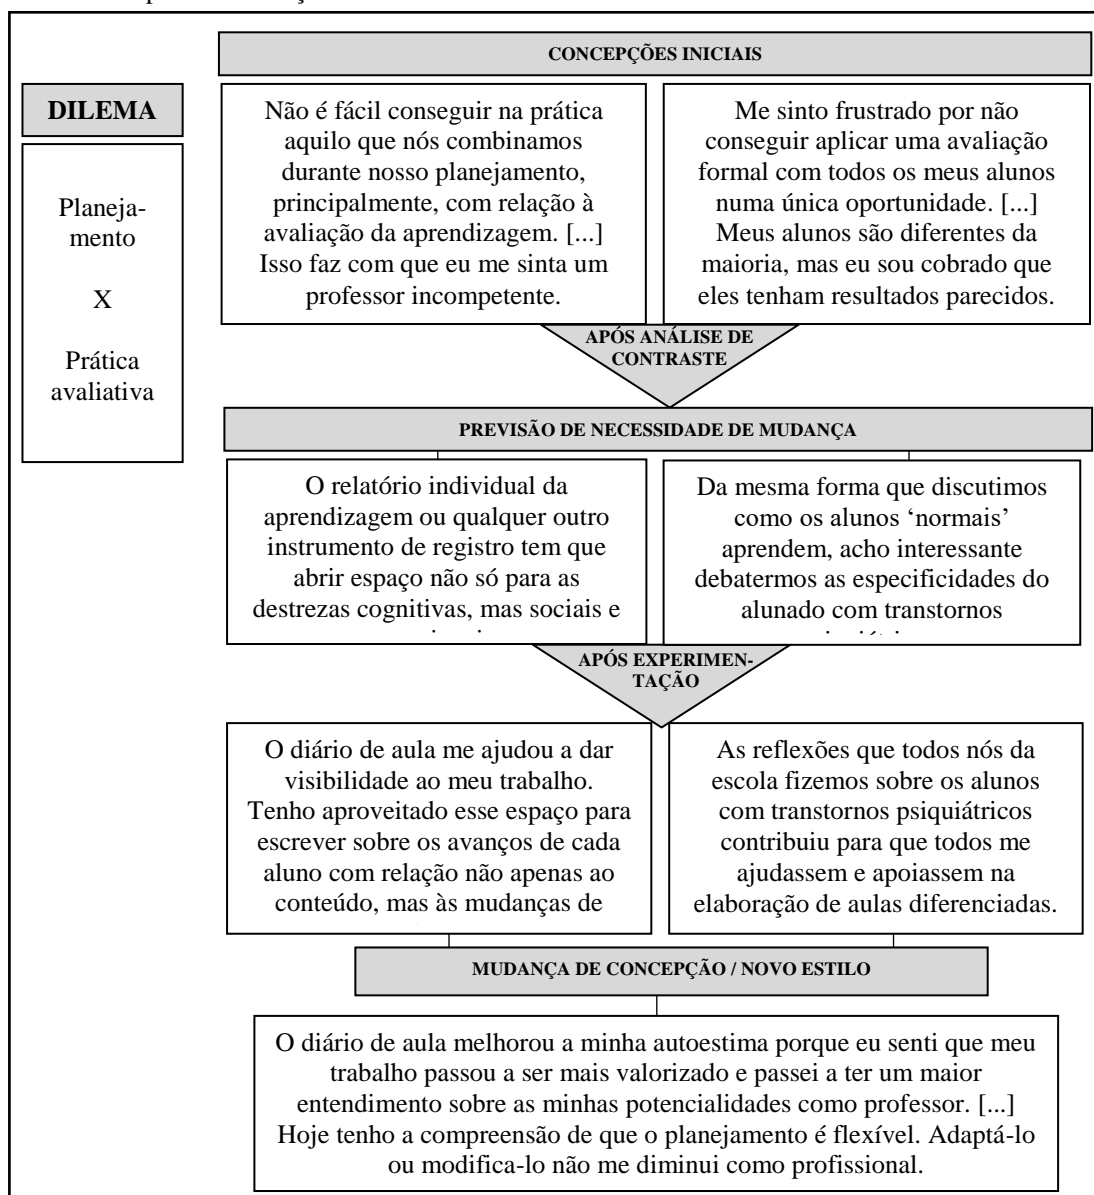 CONCEPÇÕES INICIAIS
DILEMA
Planeja-
mento
X
Prática
avaliativa
Não é fácil conseguir na prática
aquilo que nós combinamos
durante nosso planejamento,
principalmente, com relação à
avaliação da aprendizagem. [...]
Isso faz com que eu me sinta um
professor incompetente.
Me sinto frustrado por não
conseguir aplicar uma avaliação
formal com todos os meus alunos
numa única oportunidade. [...]
Meus alunos são diferentes da
maioria, mas eu sou cobrado que
eles tenham resultados parecidos.
APÓS ANÁLISE DE
CONTRASTE
PREVISÃO DE NECESSIDADE DE MUDANÇA
O relatório individual da
aprendizagem ou qualquer outro
instrumento de registro tem que
abrir espaço não só para as
destrezas cognitivas, mas sociais e
Da mesma forma que discutimos
como os alunos ‘normais’
aprendem, acho interessante
debatermos as especificidades do
alunado com transtornos
APÓS EXPERIMEN-
TAÇÃO
O diário de aula me ajudou a dar
visibilidade ao meu trabalho.
Tenho aproveitado esse espaço para
escrever sobre os avanços de cada
aluno com relação não apenas ao
conteúdo, mas às mudanças de
As reflexões que todos nós da
escola fizemos sobre os alunos
com transtornos psiquiátricos
contribuiu para que todos me
ajudassem e apoiassem na
elaboração de aulas diferenciadas.
MUDANÇA DE CONCEPÇÃO / NOVO ESTILO
O diário de aula melhorou a minha autoestima porque eu senti que meu
trabalho passou a ser mais valorizado e passei a ter um maior
entendimento sobre as minhas potencialidades como professor. [...]
Hoje tenho a compreensão de que o planejamento é flexível. Adaptá-lo
ou modifica-lo não me diminui como profissional.